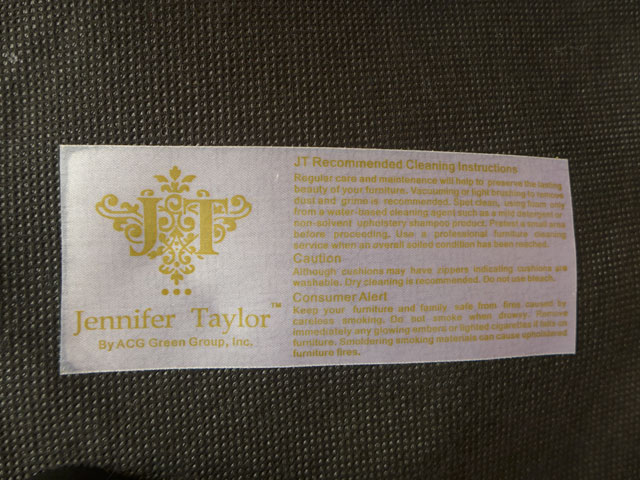 JT
Jennifer Taylor™
By ACG Green Group, Inc.
JT Recommended Cleaning Instructions
Regular care and maintenance will help to preserve the lasting
beauty of your furniture. Vacuuming or light brushing to remove
dust and grime is recommended. Spot clean, using foam only
from a water-based cleaning agent such as a mild detergent or
non-solvent upholstery shampoo product. Pretest a small area
before proceeding. Use a professional furniture cleaning
service when an overall soiled condition has been reached.
Caution
Although cushions may have zippers indicating cushions are
washable. Dry cleaning is recommended. Do not use bleach.
Consumer Alert
Keep your furniture and family safe from fires caused by
careless smoking. Do not smoke when drowsy. Remove
immediately any glowing embers or lighted cigarettes if falls on
furniture. Smoldering smoking materials can cause upholstered
furniture fires.